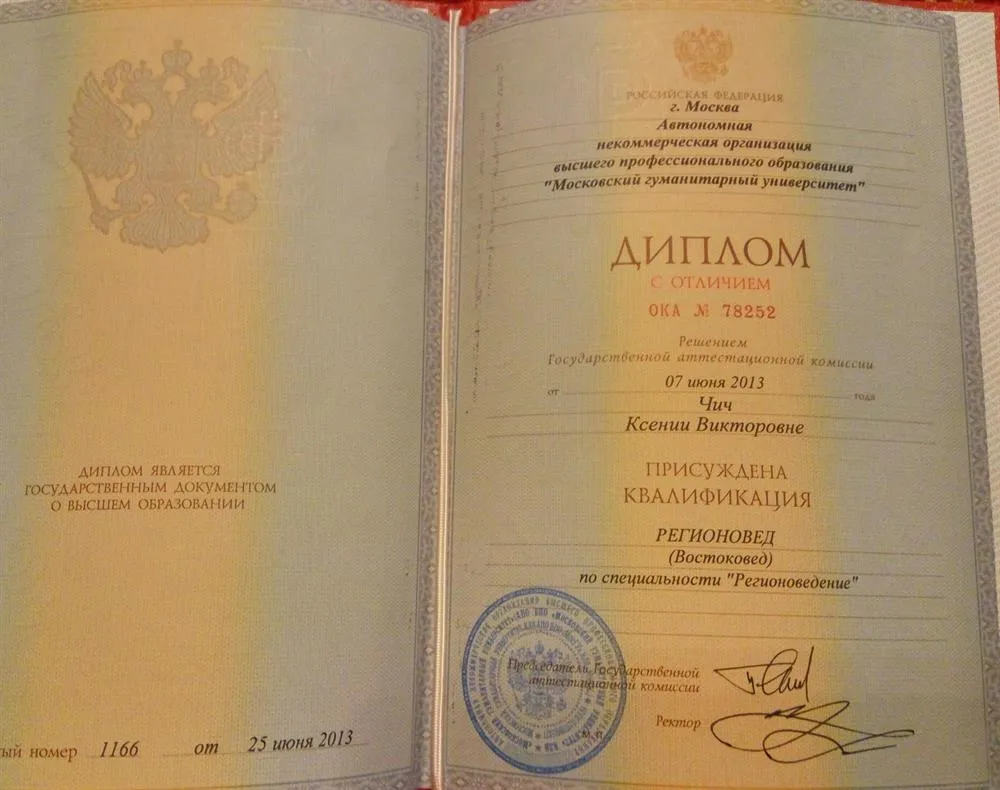 ДИПЛОМ ЯВЛЯЕТСЯ
ГОСУДАРСТВЕННЫМ ДОКУМЕНТОМ
О ВЫСШЕМ ОБРАЗОВАНИИ
номер 1166 от 25 июня 2013
РОССИЙСКАЯ ФЕДЕРАЦИЯ
г. Москва
Автономная
некоммерческая организация
высшего профессионального образования
"Московский гуманитарный университет"
ДИПЛОМ
С ОТЛИЧИЕМ
ОКА № 78252
Решением
Государственной аттестационной комиссии
от 07 июня 2013 года
Чич
Ксении Викторовне
ПРИСУЖДЕНА
КВАЛИФИКАЦИЯ
РЕГИОНОВЕД
(Востоковед)
по специальности "Регионоведение"
Председатель Государственной
аттестационной комиссии
Ректор
М.П.